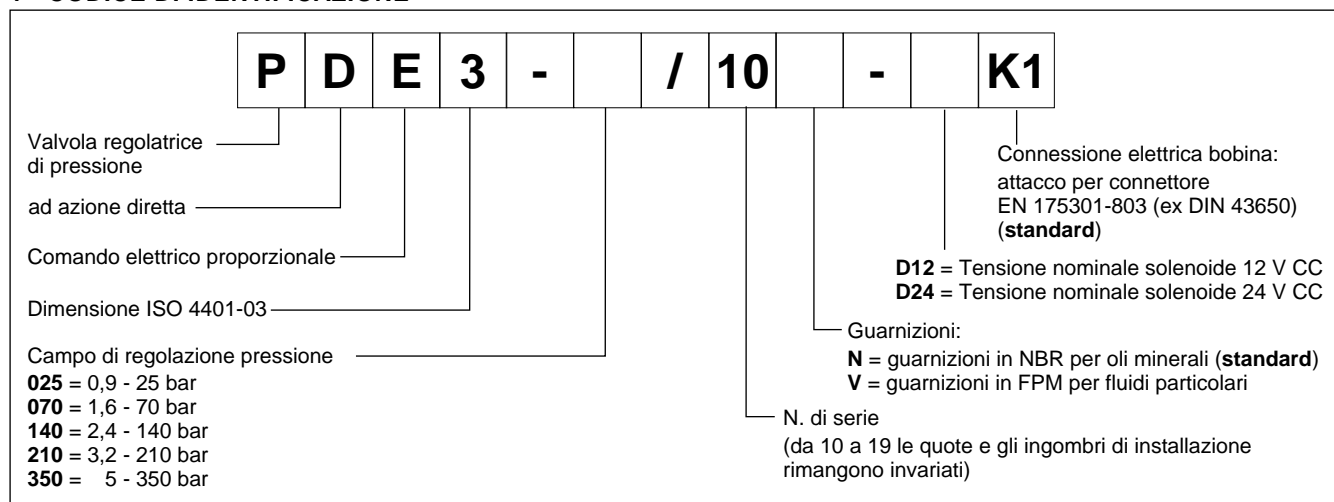 P D E 3 - / 10 - K1
Valvola regolatrice
di pressione
ad azione diretta
Comando elettrico proporzionale
Dimensione ISO 4401-03
Campo di regolazione pressione
025 = 0,9 - 25 bar
070 = 1,6 - 70 bar
140 = 2,4 - 140 bar
210 = 3,2 - 210 bar
350 = 5 - 350 bar
Connessione elettrica bobina:
attacco per connettore
EN 175301-803 (ex DIN 43650)
(standard)
D12 = Tensione nominale solenoide 12 V CC
D24 = Tensione nominale solenoide 24 V CC
Guarnizioni:
N = guarnizioni in NBR per oli minerali (standard)
V = guarnizioni in FPM per fluidi particolari
N. di serie
(da 10 a 19 le quote e gli ingombri di installazione
rimangono invariati)